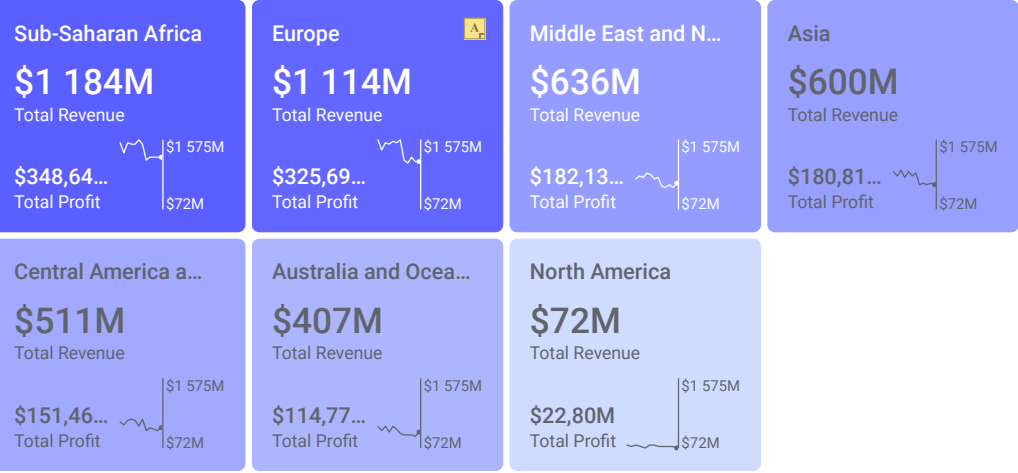 Sub-Saharan Africa
$1 184M
Total Revenue
$348,64...
Total Profit
$1 575M
$72M
Europe
A
$1 114M
Total Revenue
$325,69...
Total Profit
$1 575M
$72M
Middle East and N...
$636M
Total Revenue
$182,13...
Total Profit
$1 575M
$72M
Asia
$600M
Total Revenue
$180,81...
Total Profit
$1 575M
$72M
Central America a...
$511M
Total Revenue
$151,46...
Total Profit
$1 575M
$72M
Australia and Ocea...
$407M
Total Revenue
$114,77...
Total Profit
$1 575M
$72M
North America
$72M
Total Revenue
$22,80M
Total Profit
$1 575M
$72M